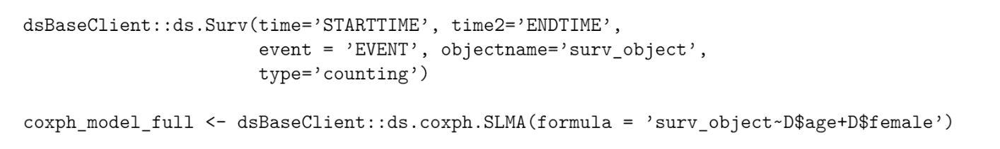 dsBaseClient::ds.Surv(time=’STARTTIME’, time2=’ENDTIME’,
event = ’EVENT’, objectname=’surv_object’,
type=’counting’)
coxph_model_full <- dsBaseClient::ds.coxph.SLMA(formula = ’surv_object~D$age+D$female’)